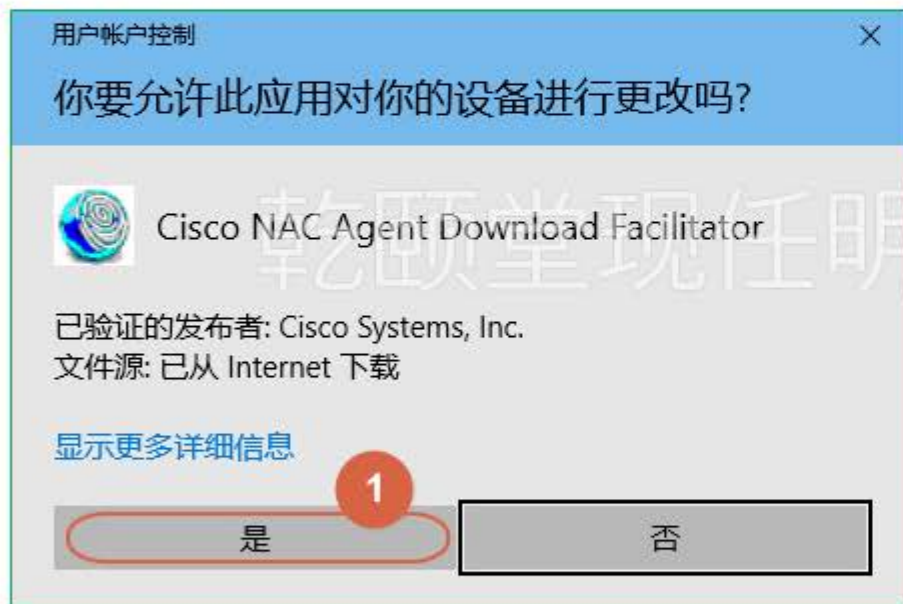 用户帐户控制
你要允许此应用对你的设备进行更改吗?
Cisco NAC Agent Download Facilitator
乾颐堂现任明
已验证的发布者: Cisco Systems, Inc.
文件源: 已从 Internet 下载
显示更多详细信息
1
是
否